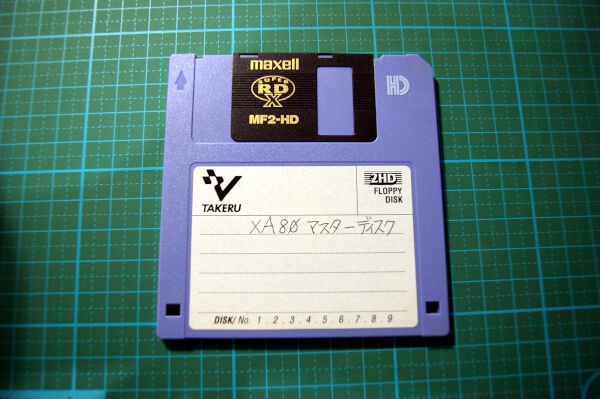 maxell
SUPER
RD
X
MF2-HD
HD
TAKERU
2HD
FLOPPY
DISK
XA80 マスターディスク
DISK/No. 1 . 2 . 3 . 4 . 5 . 6 . 7 . 8 . 9